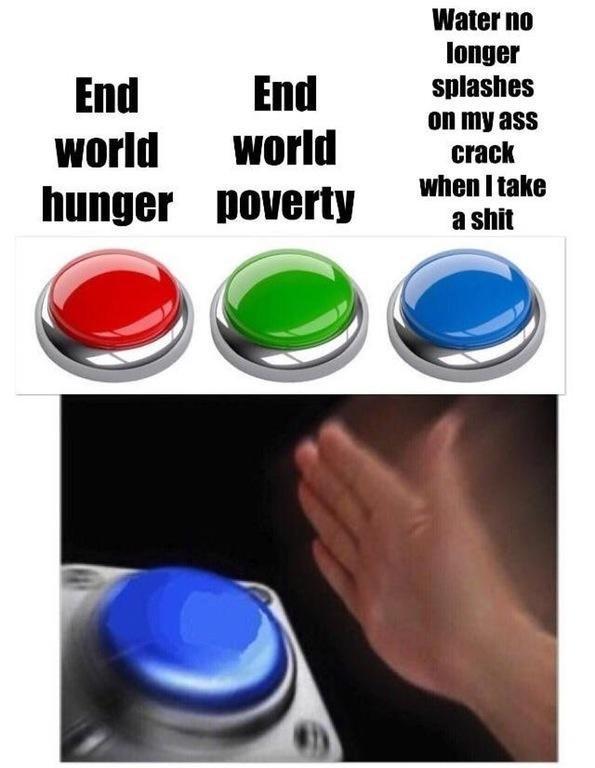 End
world
hunger
End
world
poverty
Water no
longer
splashes
on my ass
crack
when I take
a shit